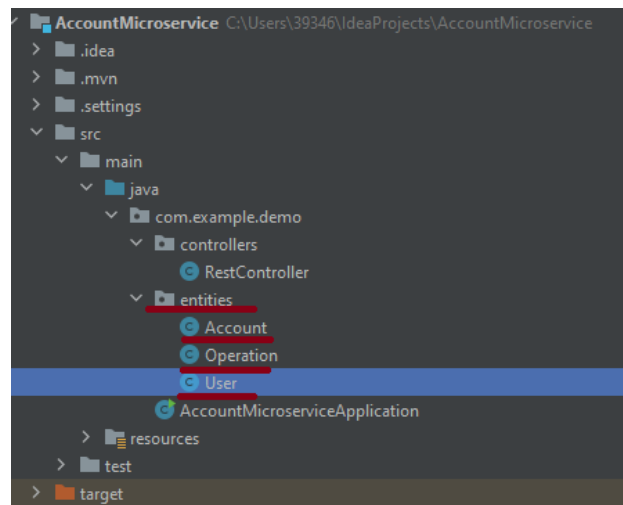 AccountMicroservice C:\Users\39346\IdeaProjects\AccountMicroservice
.idea
.mvn
.settings
src
main
java
com.example.demo
controllers
RestController
entities
Account
Operation
User
AccountMicroserviceApplication
resources
test
target